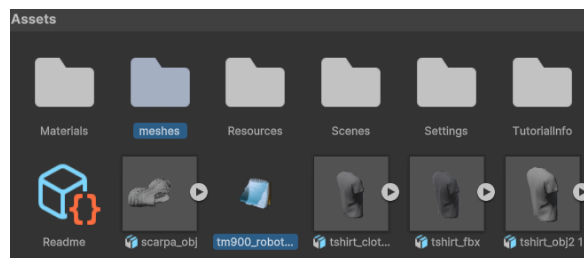 Assets
Materials
meshes
Resources
Scenes
Settings
TutorialInfo
Readme
scarpa_obj
tm900_robot...
tshirt_clot...
tshirt_fbx
tshirt_obj2 1